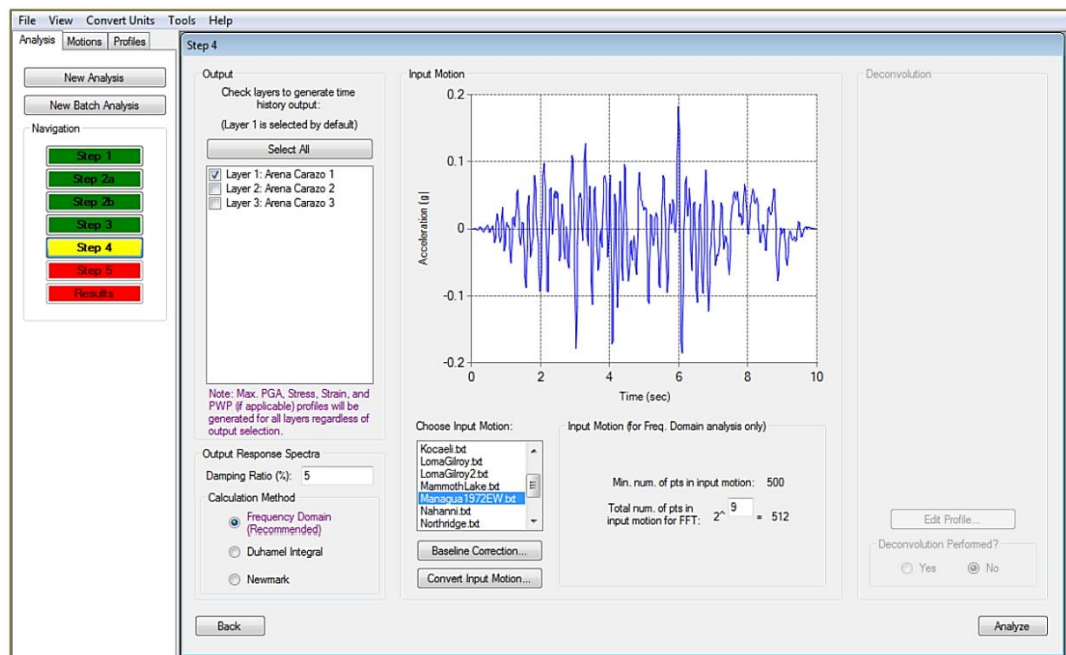 File View Convert Units Tools Help
Analysis Motions Profiles
New Analysis
New Batch Analysis
Navigation
Step 1
Step 2a
Step 2b
Step 3
Step 4
Step 5
Results
Step 4
Output
Check layers to generate time
history output:
(Layer 1 is selected by default)
Select All
Layer 1: Arena Carazo 1
Layer 2: Arena Carazo 2
Layer 3: Arena Carazo 3
Note: Max. PGA, Stress, Strain, and
PWP (if applicable) profiles will be
generated for all layers regardless of
output selection.
Output Response Spectra
Damping Ratio (%): 5
Calculation Method
Frequency Domain
(Recommended)
Duhamel Integral
Newmark
Back
Input Motion
Acceleration (g)
0.2
0.1
0
-0.1
-0.2
0 2 4 6 8 10
Time (sec)
Choose Input Motion:
Kocaeli.txt
LomaGilroy.txt
LomaGilroy2.txt
MammothLake.txt
Managua1972EW.txt
Nahanni.txt
Northridge.txt
Baseline Correction...
Convert Input Motion...
Input Motion (for Freq. Domain analysis only)
Min. num. of pts in input motion: 500
Total num. of pts in
input motion for FFT: 2^ 9 = 512
Deconvolution
Edit Profile...
Deconvolution Performed?
Yes No
Analyze